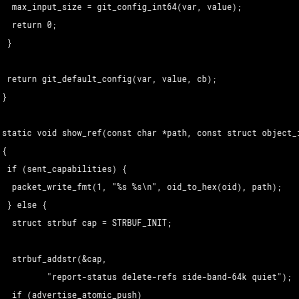 max_input_size = git_config_int64(var, value);
return 0;
}
return git_default_config(var, value, cb);
}
static void show_ref(const char *path, const struct object_i
{
if (sent_capabilities) {
packet_write_fmt(1, "%s %s\n", oid_to_hex(oid), path);
} else {
struct strbuf cap = STRBUF_INIT;
strbuf_addstr(&cap,
"report-status delete-refs side-band-64k quiet");
if (advertise_atomic_push)